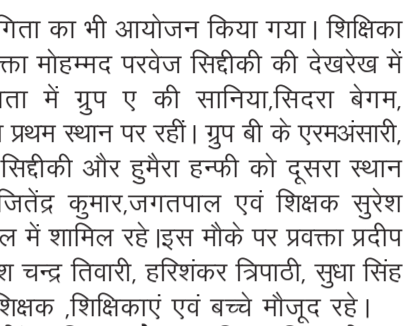 गिता का भी आयोजन किया गया। शिक्षिका
क्ता मोहम्मद परवेज सिद्दीकी की देखरेख में
ता में ग्रुप ए की सानिया,सिदरा बेगम,
प्रथम स्थान पर रहीं। ग्रुप बी के एरमअंसारी,
सिद्दीकी और हुमैरा हन्फी को दूसरा स्थान
जितेंद्र कुमार,जगतपाल एवं शिक्षक सुरेश
ल में शामिल रहे।इस मौके पर प्रवक्ता प्रदीप
श चन्द्र तिवारी, हरिशंकर त्रिपाठी, सुधा सिंह
शिक्षक ,शिक्षिकाएं एवं बच्चे मौजूद रहे।